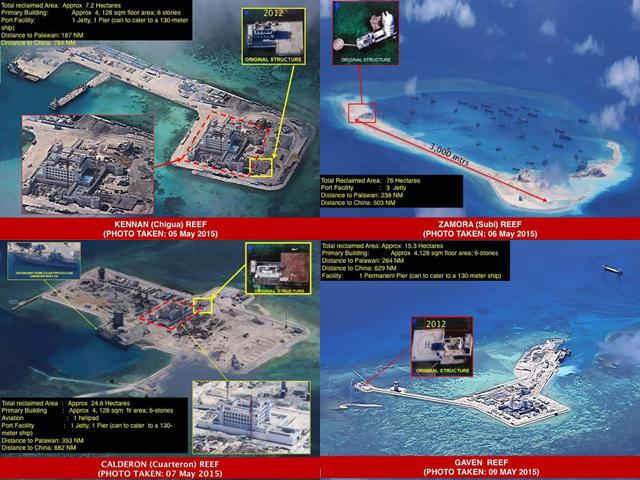 Total reclaimed Area: Approx 7.2 Hectares
Primary Building: Approx 4, 128 sqm floor area; 6 stories
Port Facility : 1 Jetty, 1 Pier (can to cater to a 130-meter
ship)
Distance to Palawan: 187 NM
Distance to China: 784 NM
2012
ORIGINAL STRUCTURE
KENNAN (Chigua) REEF
(PHOTO TAKEN: 05 May 2015)
ORIGINAL STRUCTURE
3,000 mtrs
Total Reclaimed Area: 76 Hectares
Port Facility : 3 Jetty
Distance to Palawan: 238 NM
Distance to China: 503 NM
ZAMORA (Subi) REEF
(PHOTO TAKEN: 06 May 2015)
ORIGINAL STRUCTURE
Total reclaimed Area : Approx 24.6 Hectares
Primary Building : Approx 4, 128 sqm flr area; 6-stories
Aviation : 1 helipad
Port Facility : 1 Jetty, 1 Pier (can to cater to a 130-
meter ship)
Distance to Palawan: 353 NM
Distance to China: 682 NM
CALDERON (Cuarteron) REEF
(PHOTO TAKEN: 07 May 2015)
Total reclaimed Area: Approx 15.3 Hectares
Primary Building: Approx 4,128 sqm floor area; 6-stories
Distance to Palawan: 264 NM
Distance to China: 629 NM
Facility: 1 Permanent Pier (can to cater to a 130-meter ship)
2012
ORIGINAL STRUCTURE
GAVEN REEF
(PHOTO TAKEN: 09 MAY 2015)